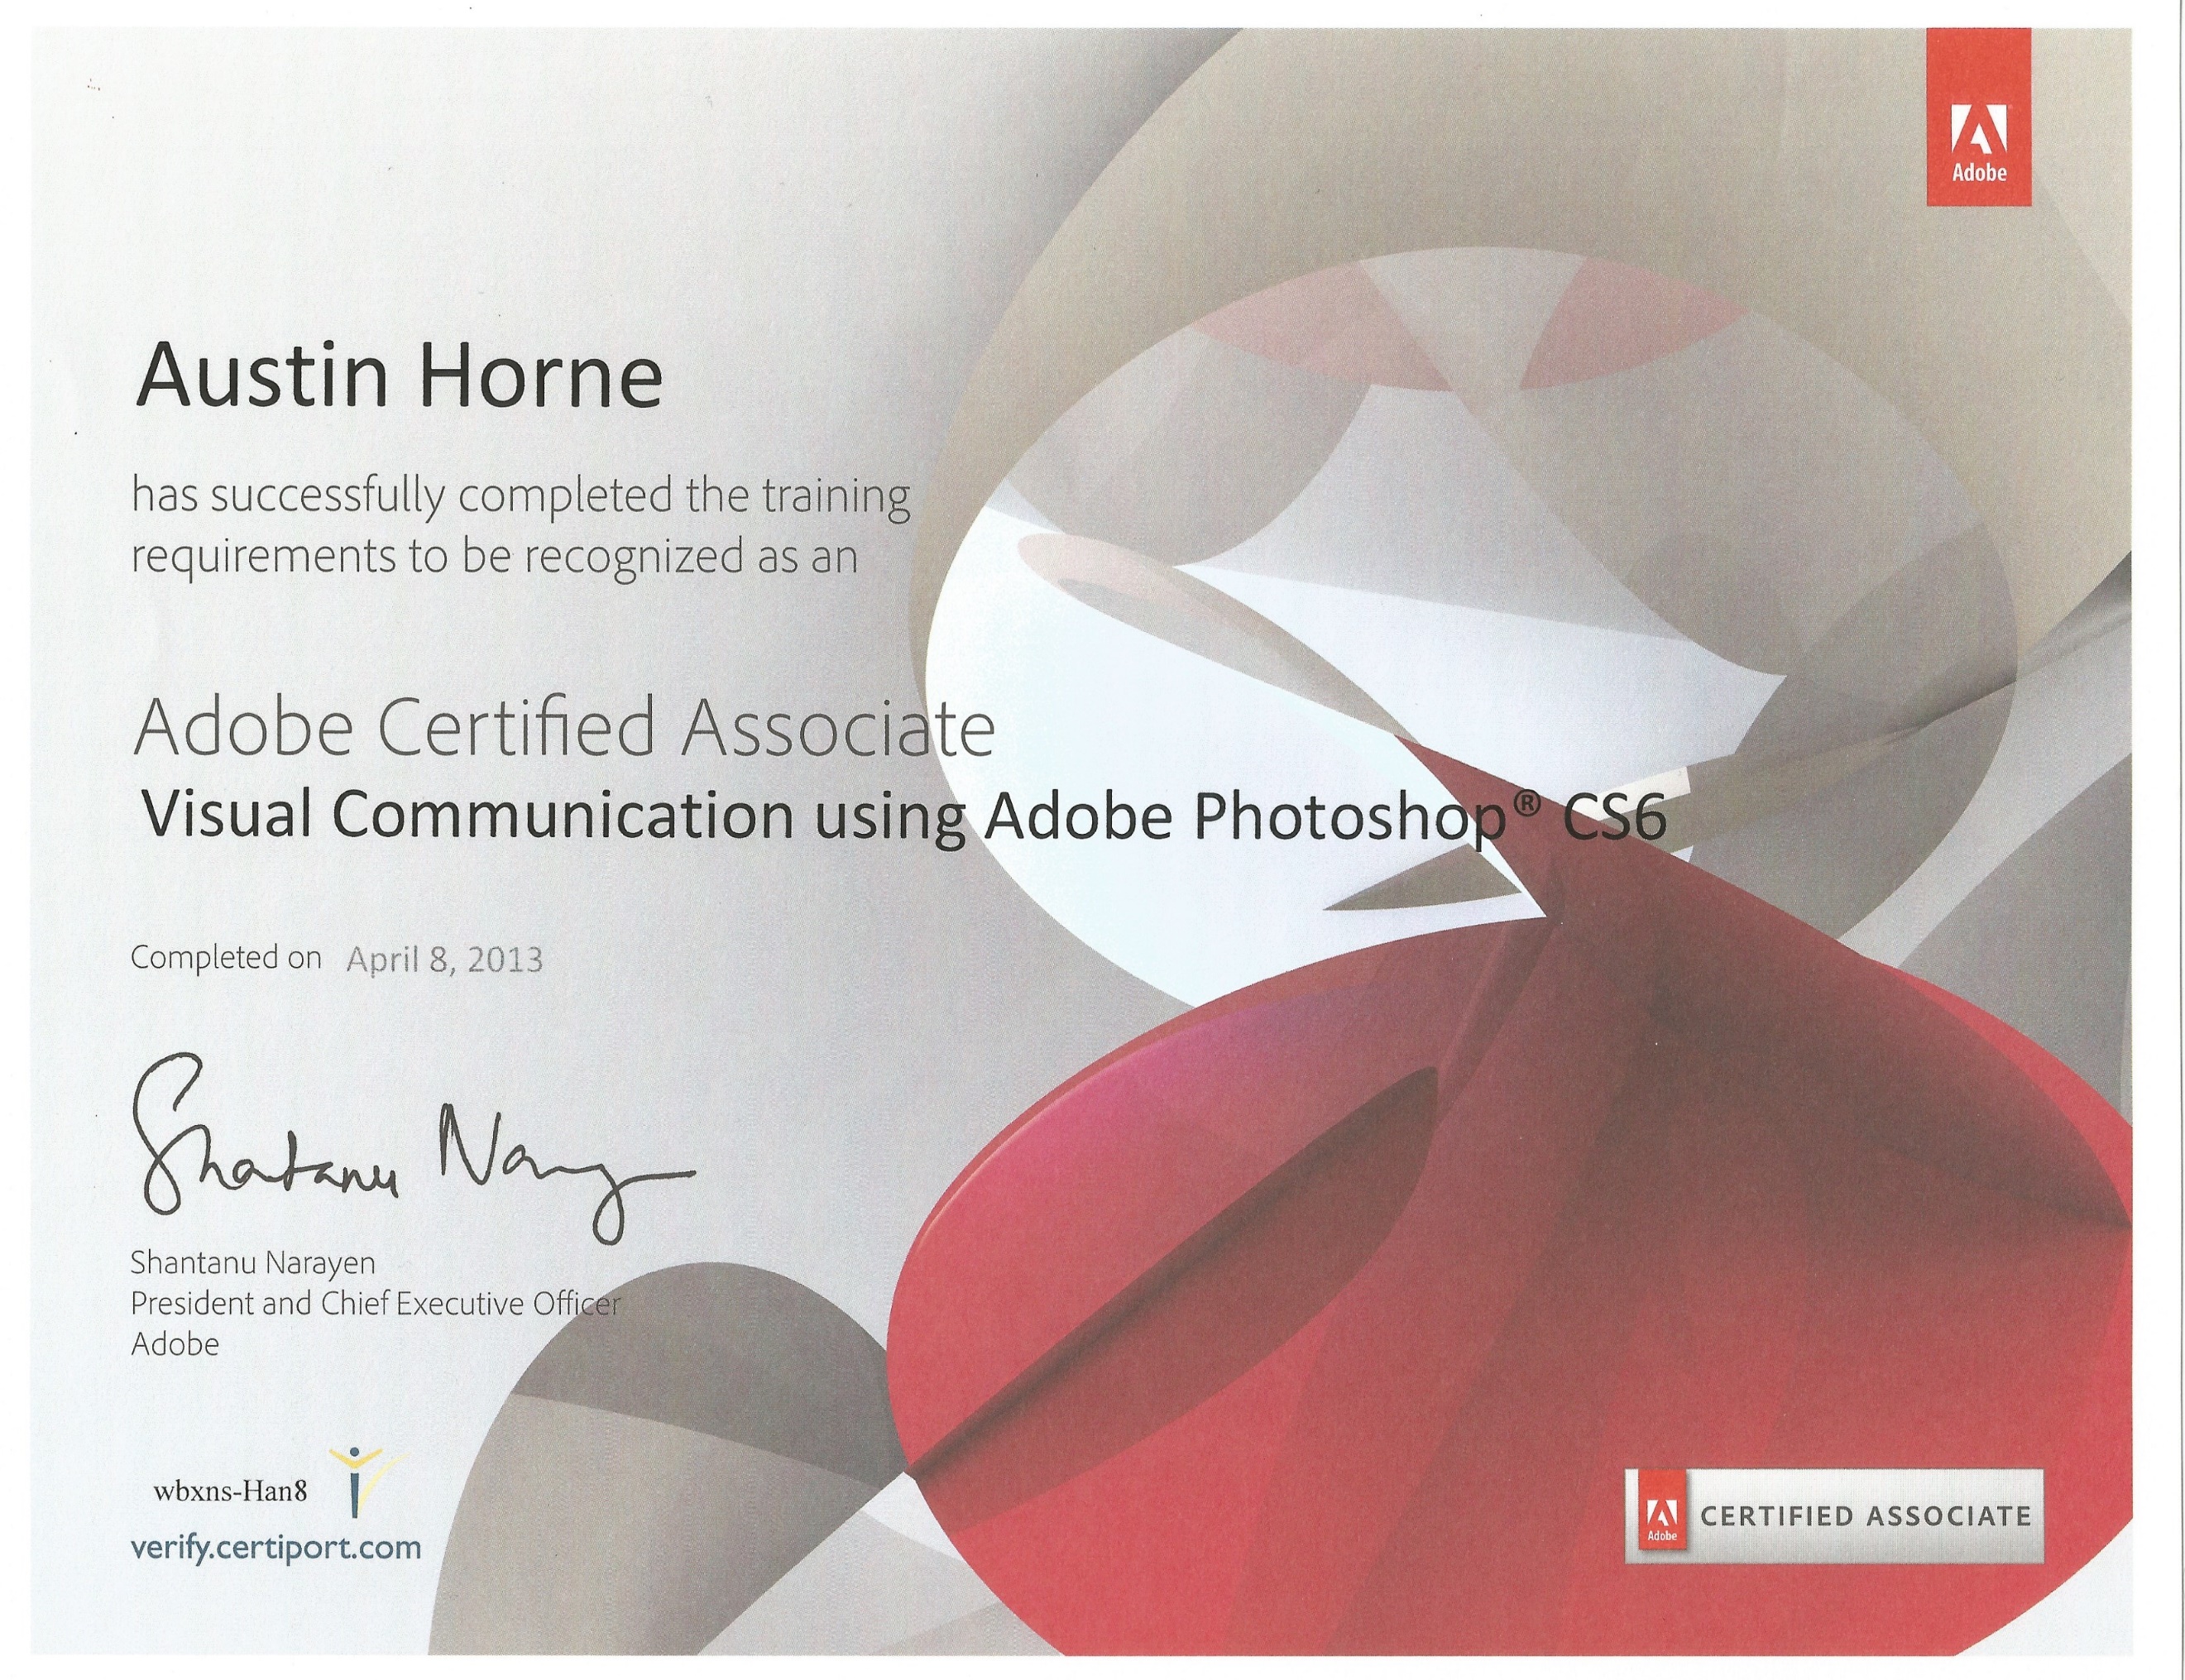 Adobe
Austin Horne
has successfully completed the training
requirements to be recognized as an
Adobe Certified Associate
Visual Communication using Adobe Photoshop® CS6
Completed on April 8, 2013
Shantanu Narayen
Shantanu Narayen
President and Chief Executive Officer
Adobe
wbxns-Han8
verify.certiport.com
Adobe
CERTIFIED ASSOCIATE